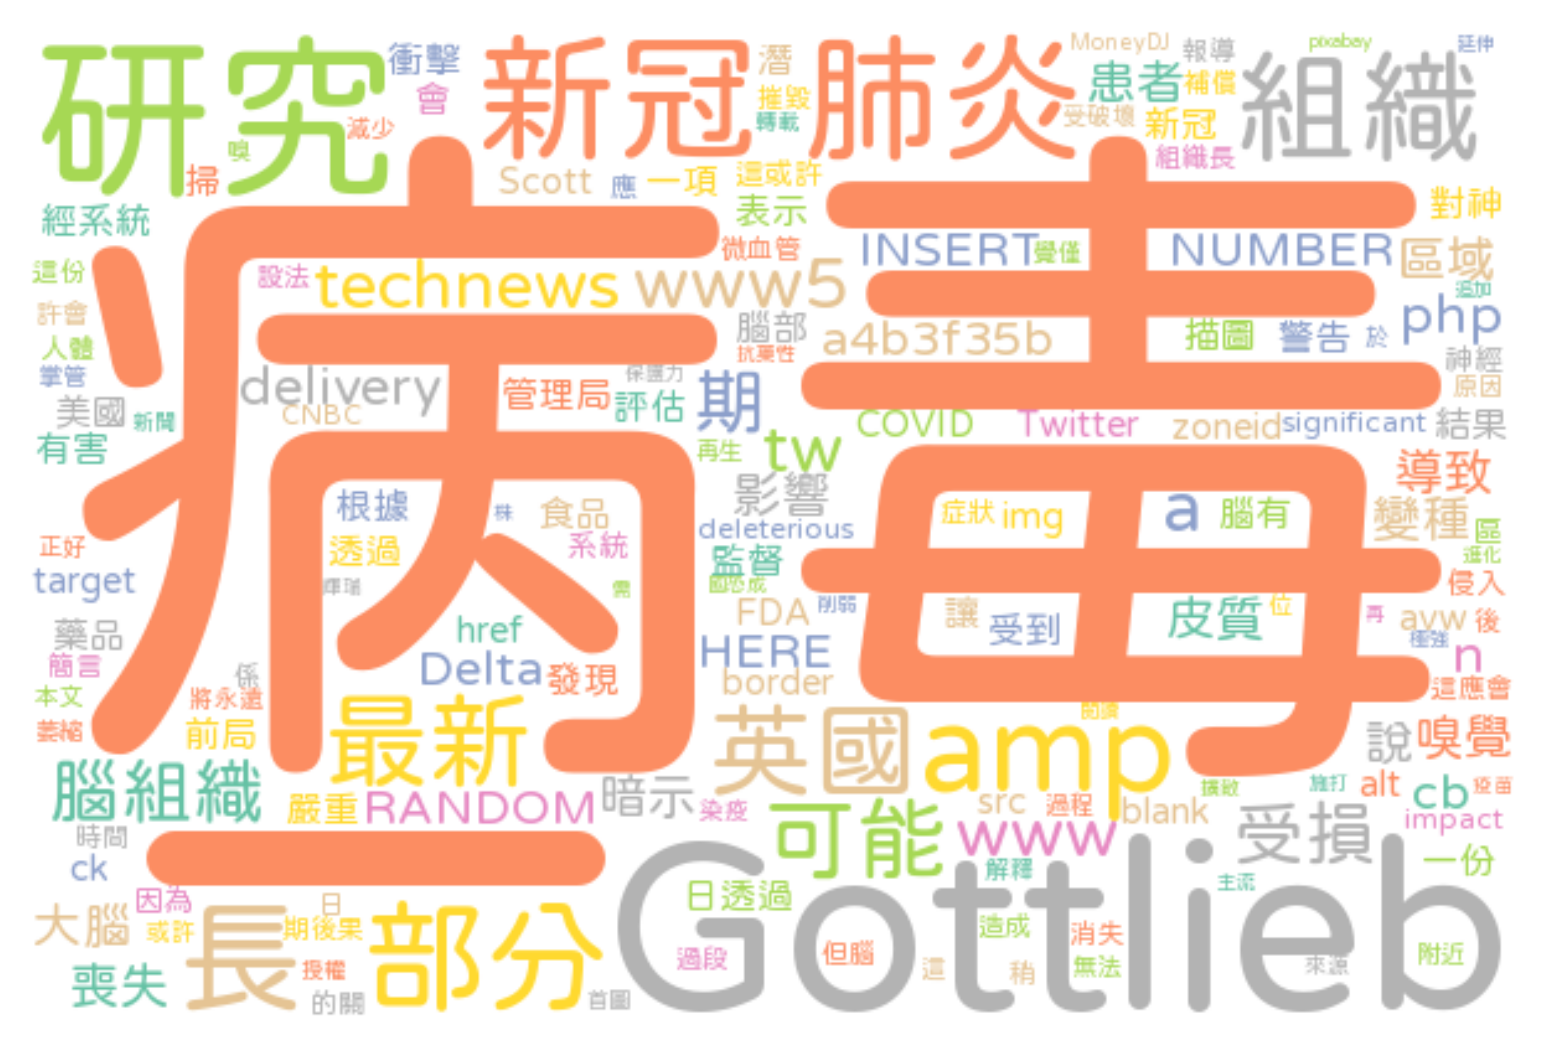 研究
衝擊
會
減少
嗅
掃
新冠肺炎
潛
摧毀
轉載
MoneyDJ
報導
患者
補償
受破壞
新冠
組織長
pixabay
延伸
組織
經系統
Scott
應
一項
這或許
表示
微血管
病毒
對神
這份
許會
人體
掌管
設法
technews
www5
INSERT
覺僅
NUMBER
區域
追加
腦部
抗藥性
a4b3f35b
描圖
警告
於
php
神經
原因
美國
新聞
有害
delivery
CNBC
管理局
保護力
評估
期
再生
tw
COVID
Twitter
zoneid
significant
結果
導致
根據
株
食品
透過
系統
輝瑞
需
影響
deleterious
監督
症狀
img
a
腦有
變種
區
進化
正好
target
藥品
簡言
本文
萎縮
href
Delta
發現
FDA
削弱
HERE
border
讓
受到
皮質
位
侵入
再
avw
後
極強
n
這應會
係
將永遠
前局
最新
英國
amp
閱讀
說
嗅覺
腦組織
嚴重
RANDOM
暗示
染疫
src
過程
blank
擴散
施打
alt
cb
疫苗
impact
時間
ck
可能
www
受損
一份
一
解釋
主流
Gottlieb
日透過
因為
日
大腦
或許
長
期後果
授權
部分
喪失
的關
首圖
過段
但腦
造成
消失
這
稍
無法
來源
附近